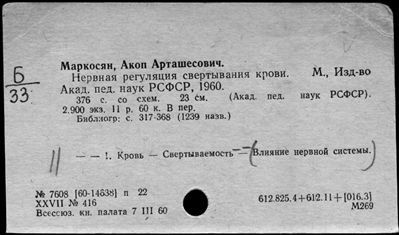 Б
33
Маркосян, Акоп Арташесович.
Нервная регуляция свертывания крови. М., Изд-во
Акад. пед. наук РСФСР, 1960.
376 с. со схем. 23 см. (Акад. пед. наук РСФСР).
2.900 экз. 11 р. 60 к. В пер.
Библиогр: с. 317-368 (1239 назв.)
11
— — 1. Кровь — Свертываемость — (Влияние нервной системы.)
№ 7608 [60-14638] п 22
XXVII № 416
Всесоюз. кн. палата 7 III 60
612.825.4+612.11+[016.3]
М269